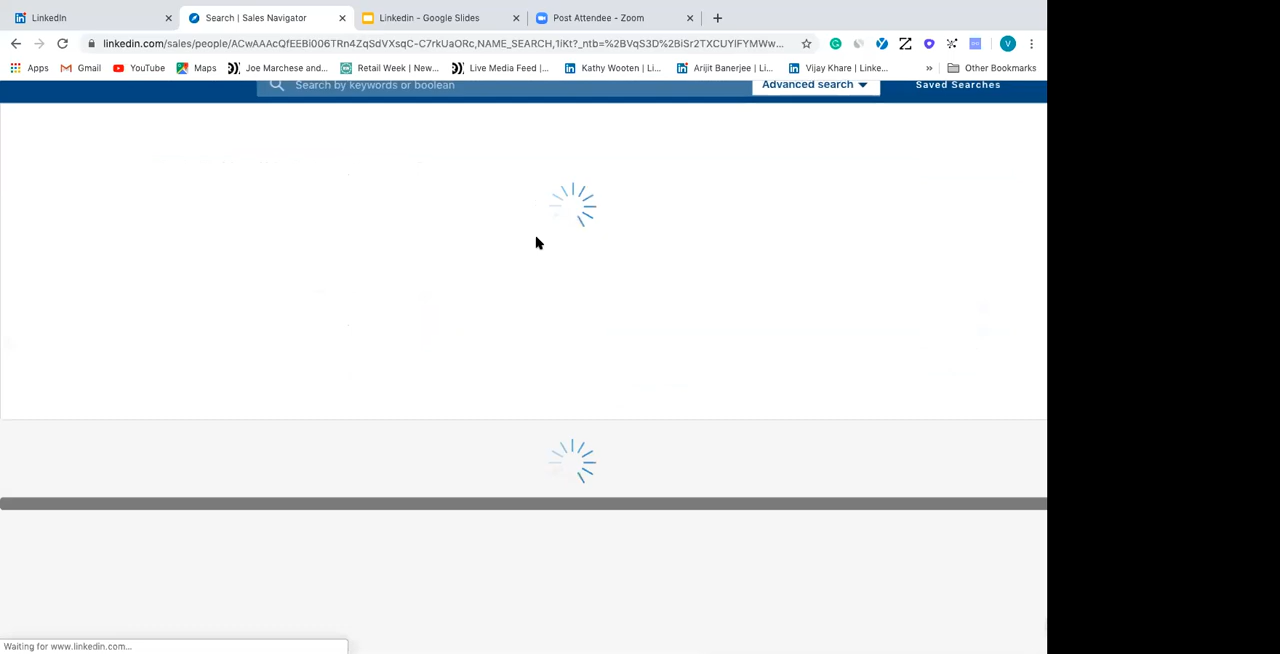 LinkedIn
Search | Sales Navigator
Linkedin - Google Slides
Post Attendee - Zoom
linkedin.com/sales/people/ACwAAAcQfEEBi006TRn4ZqSdVXsqC-C7rkUaORc,NAME_SEARCH,1iKt?_ntb=%2BVqS3D%2BiSr2TXCUYIFYMWw...
V
Apps
Gmail
YouTube
Maps
Joe Marchese and...
Retail Week | New...
Live Media Feed |...
Kathy Wooten | Li...
Arijit Banerjee | Li...
Vijay Khare | Linke...
»
Other Bookmarks
Search by keywords or boolean
Advanced search
Saved Searches
Waiting for www.linkedin.com...